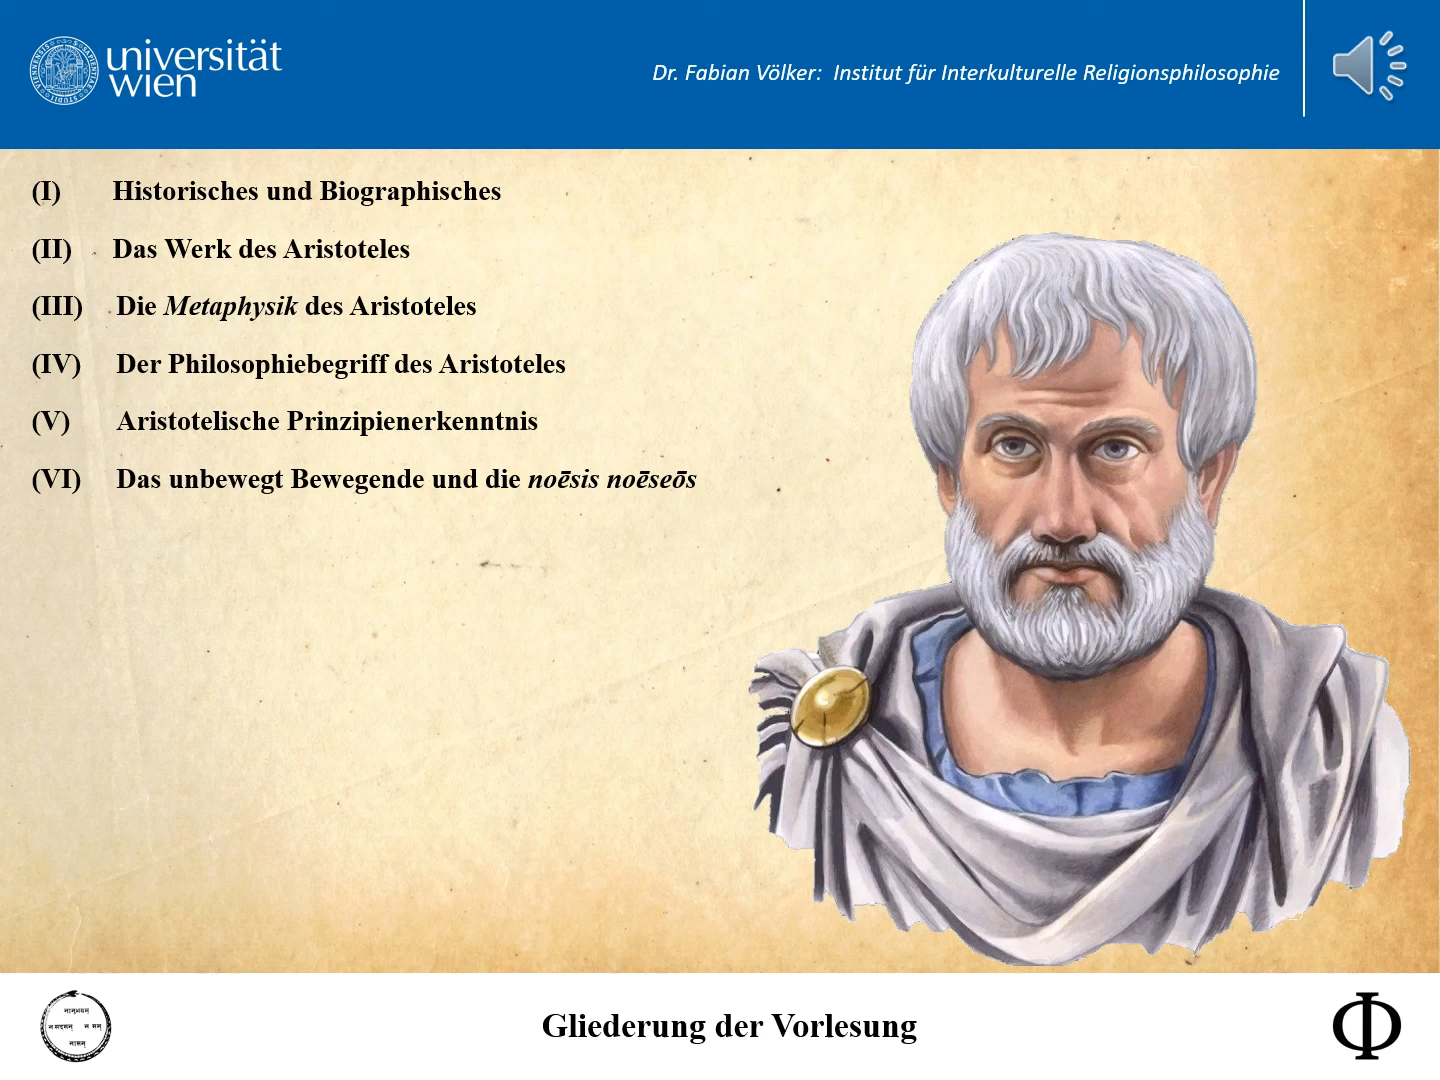 universität
wien
Dr. Fabian Völker: Institut für Interkulturelle Religionsphilosophie
(I) Historisches und Biographisches
(II) Das Werk des Aristoteles
(III) Die Metaphysik des Aristoteles
(IV) Der Philosophiebegriff des Aristoteles
(V) Aristotelische Prinzipienerkenntnis
(VI) Das unbewegt Bewegende und die noēsis noēseōs
Gliederung der Vorlesung
Φ